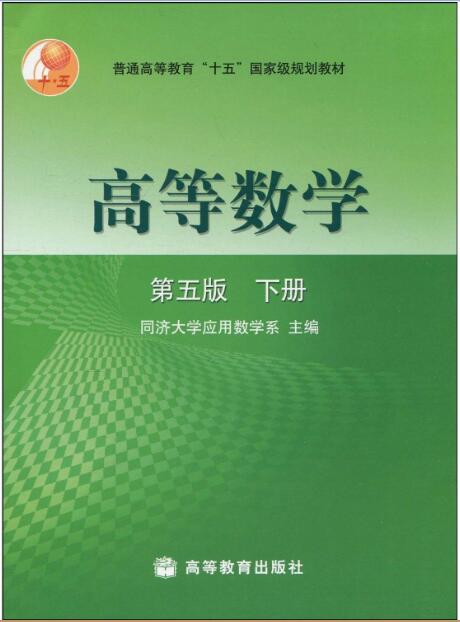 普通高等教育“十五”国家级规划教材
十·五
高等数学
第五版 下册
同济大学应用数学系 主编
高等教育出版社